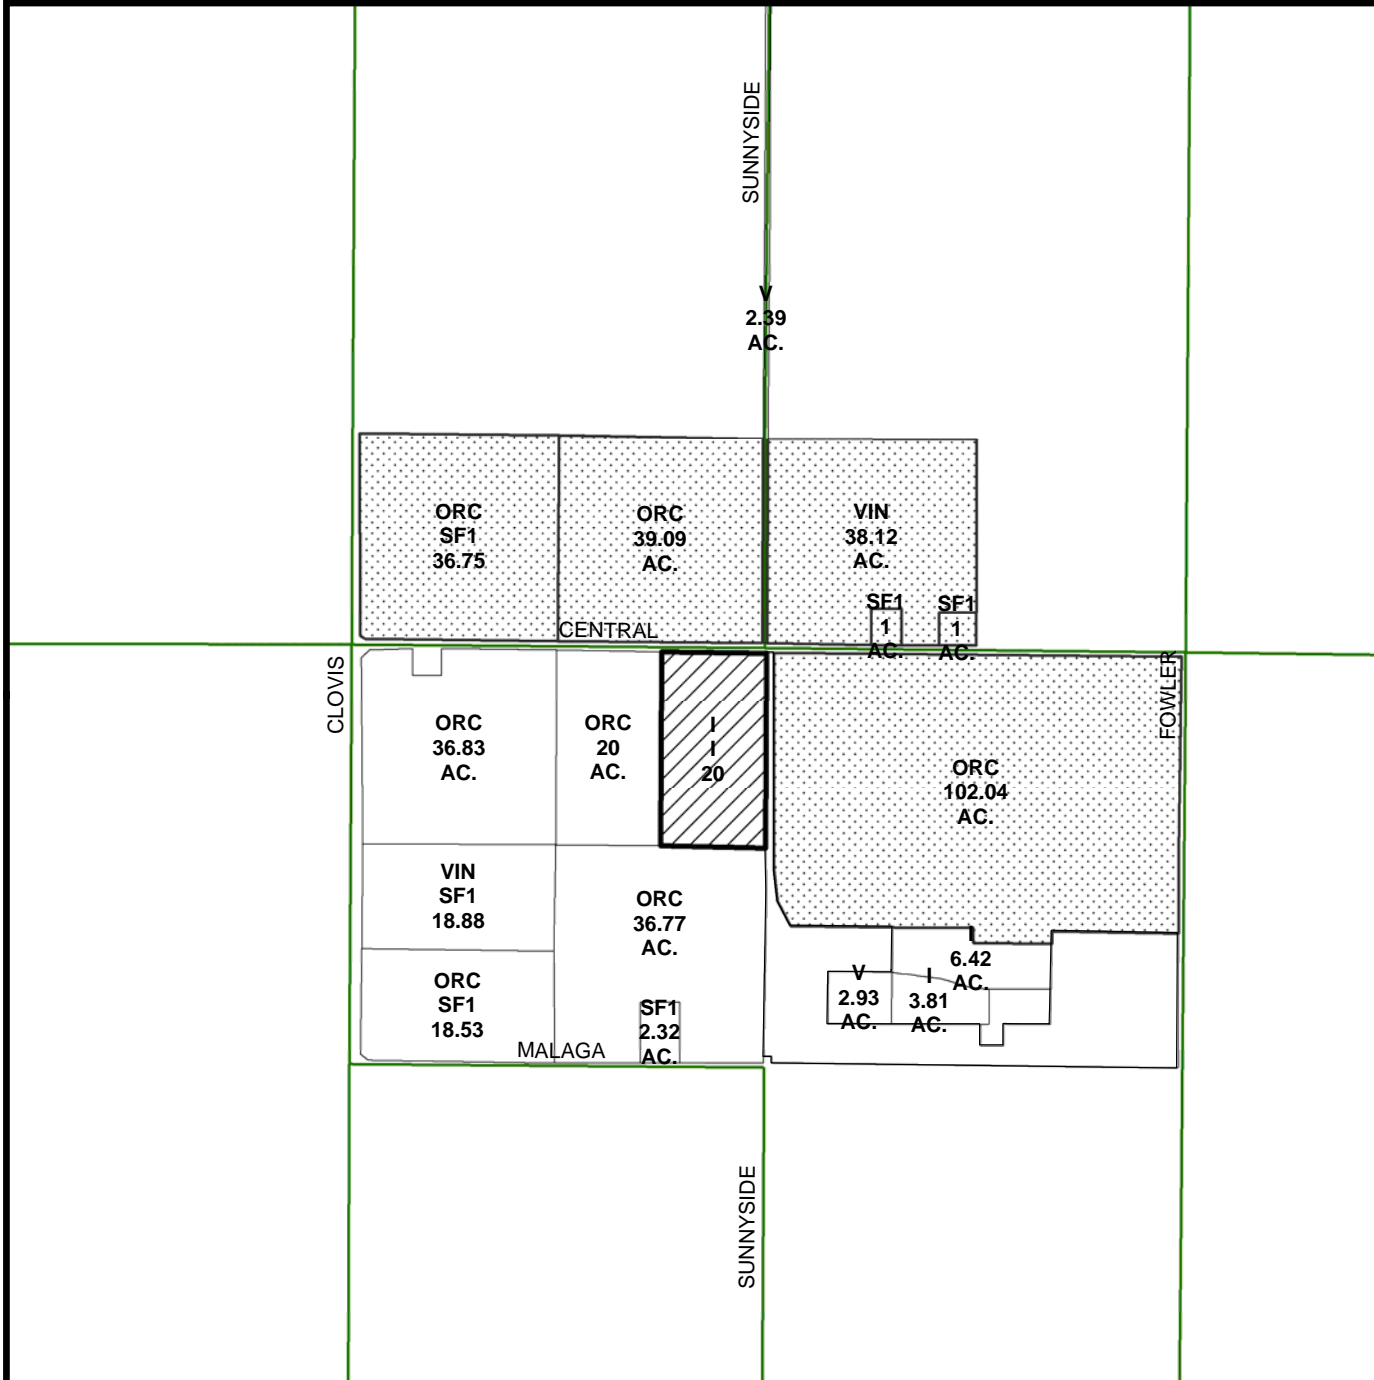 SUNNYSIDE
V
2.39
AC.
ORC
SF1
36.75
ORC
39.09
AC.
VIN
38.12
AC.
SF1
1
AC.
SF1
1
AC.
CENTRAL
CLOVIS
FOWLER
ORC
36.83
AC.
ORC
20
AC.
I
I
20
ORC
102.04
AC.
VIN
SF1
18.88
ORC
36.77
AC.
ORC
SF1
18.53
SF1
2.32
AC.
V
2.93
AC.
I
3.81
AC.
I
6.42
AC.
MALAGA
SUNNYSIDE